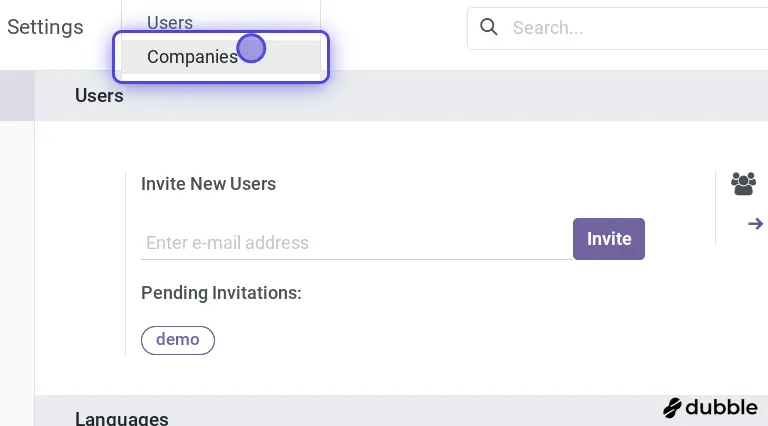 Settings
Users
Companies
Search...
Users
Invite New Users
Enter e-mail address
Invite
Pending Invitations:
demo
Languages
dubble